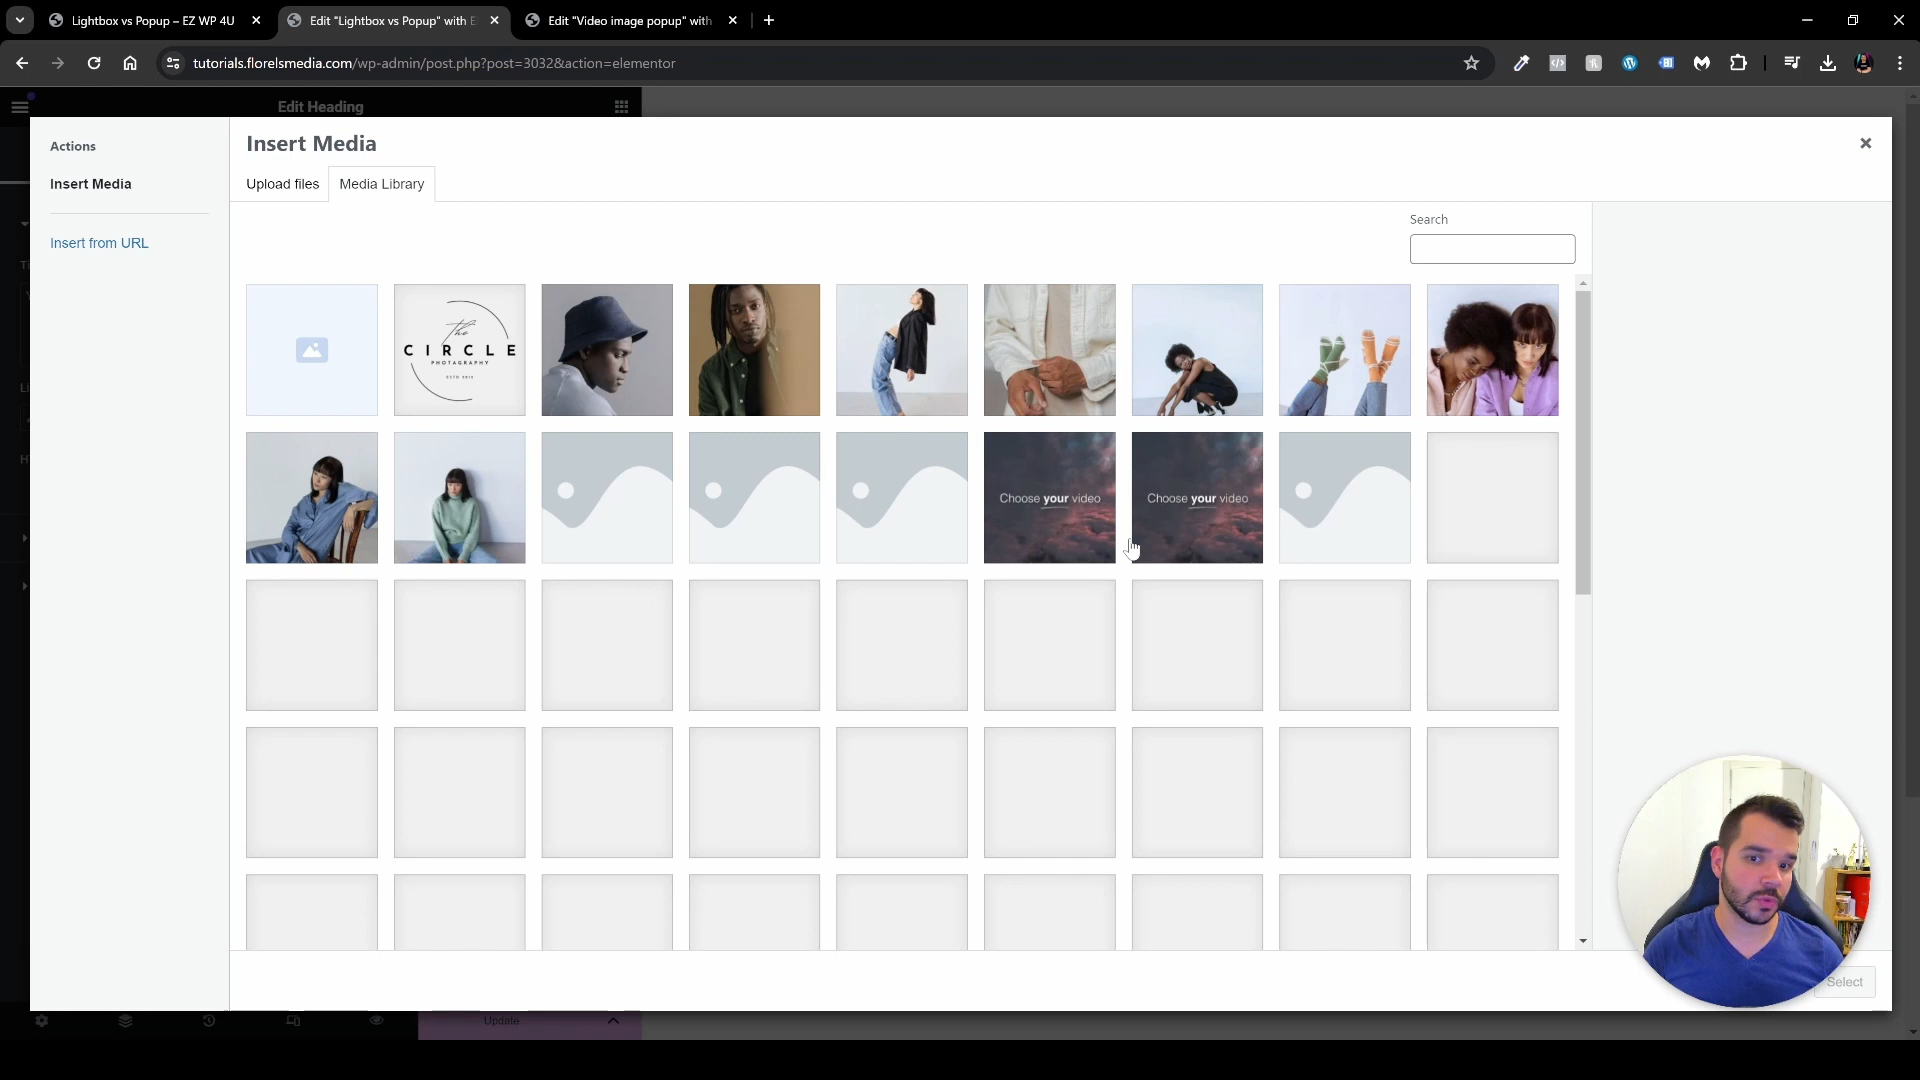 Lightbox vs Popup – EZ WP 4U
Edit "Lightbox vs Popup" with E
Edit "Video image popup" with
tutorials.florelsmedia.com/wp-admin/post.php?post=3032&action=elementor
Edit Heading
Actions
Insert Media
Insert from URL
Insert Media
Upload files
Media Library
Search
the
CIRCLE
PHOTOGRAPHY
Choose your video
Choose your video
Select
Update